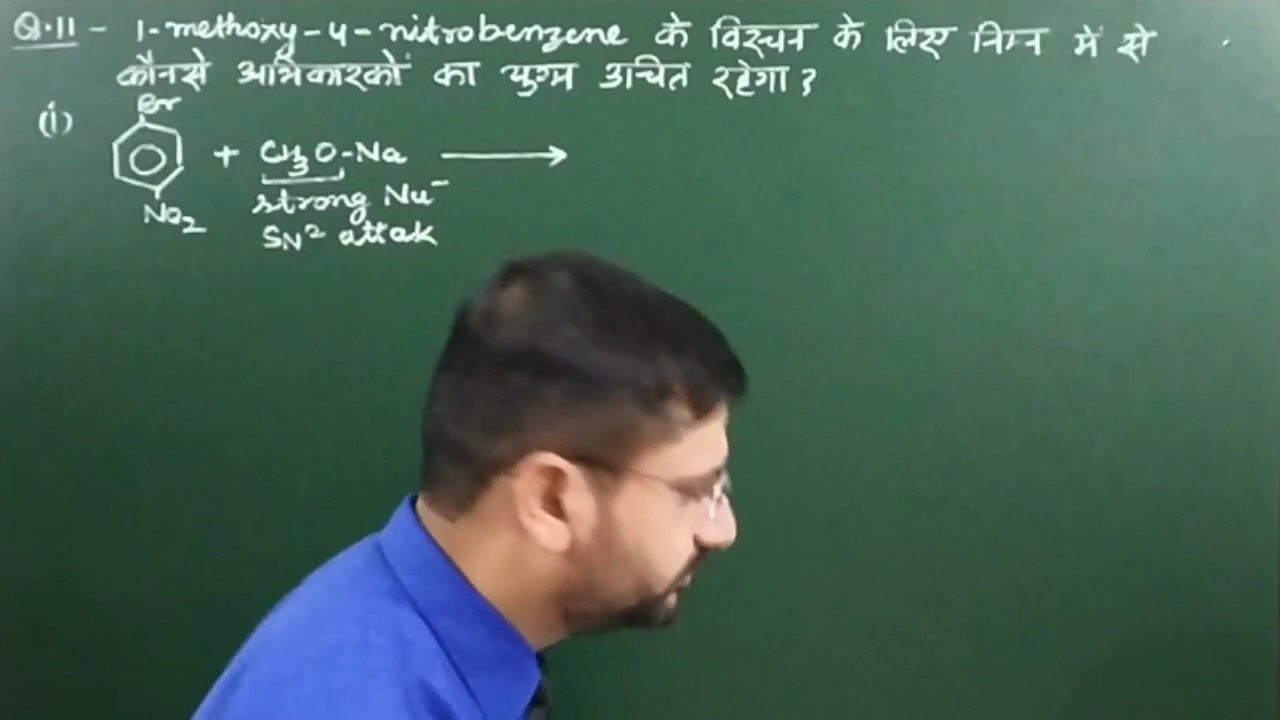 Q.11 - 1-methoxy-4-nitrobenzene के विरचन के लिए निम्न में से
कौनसे अभिकारकों का युग्म उचित रहेगा ?
(i)
Br
+ CH3O-Na
NO2
strong Nu⁻
SN² attak